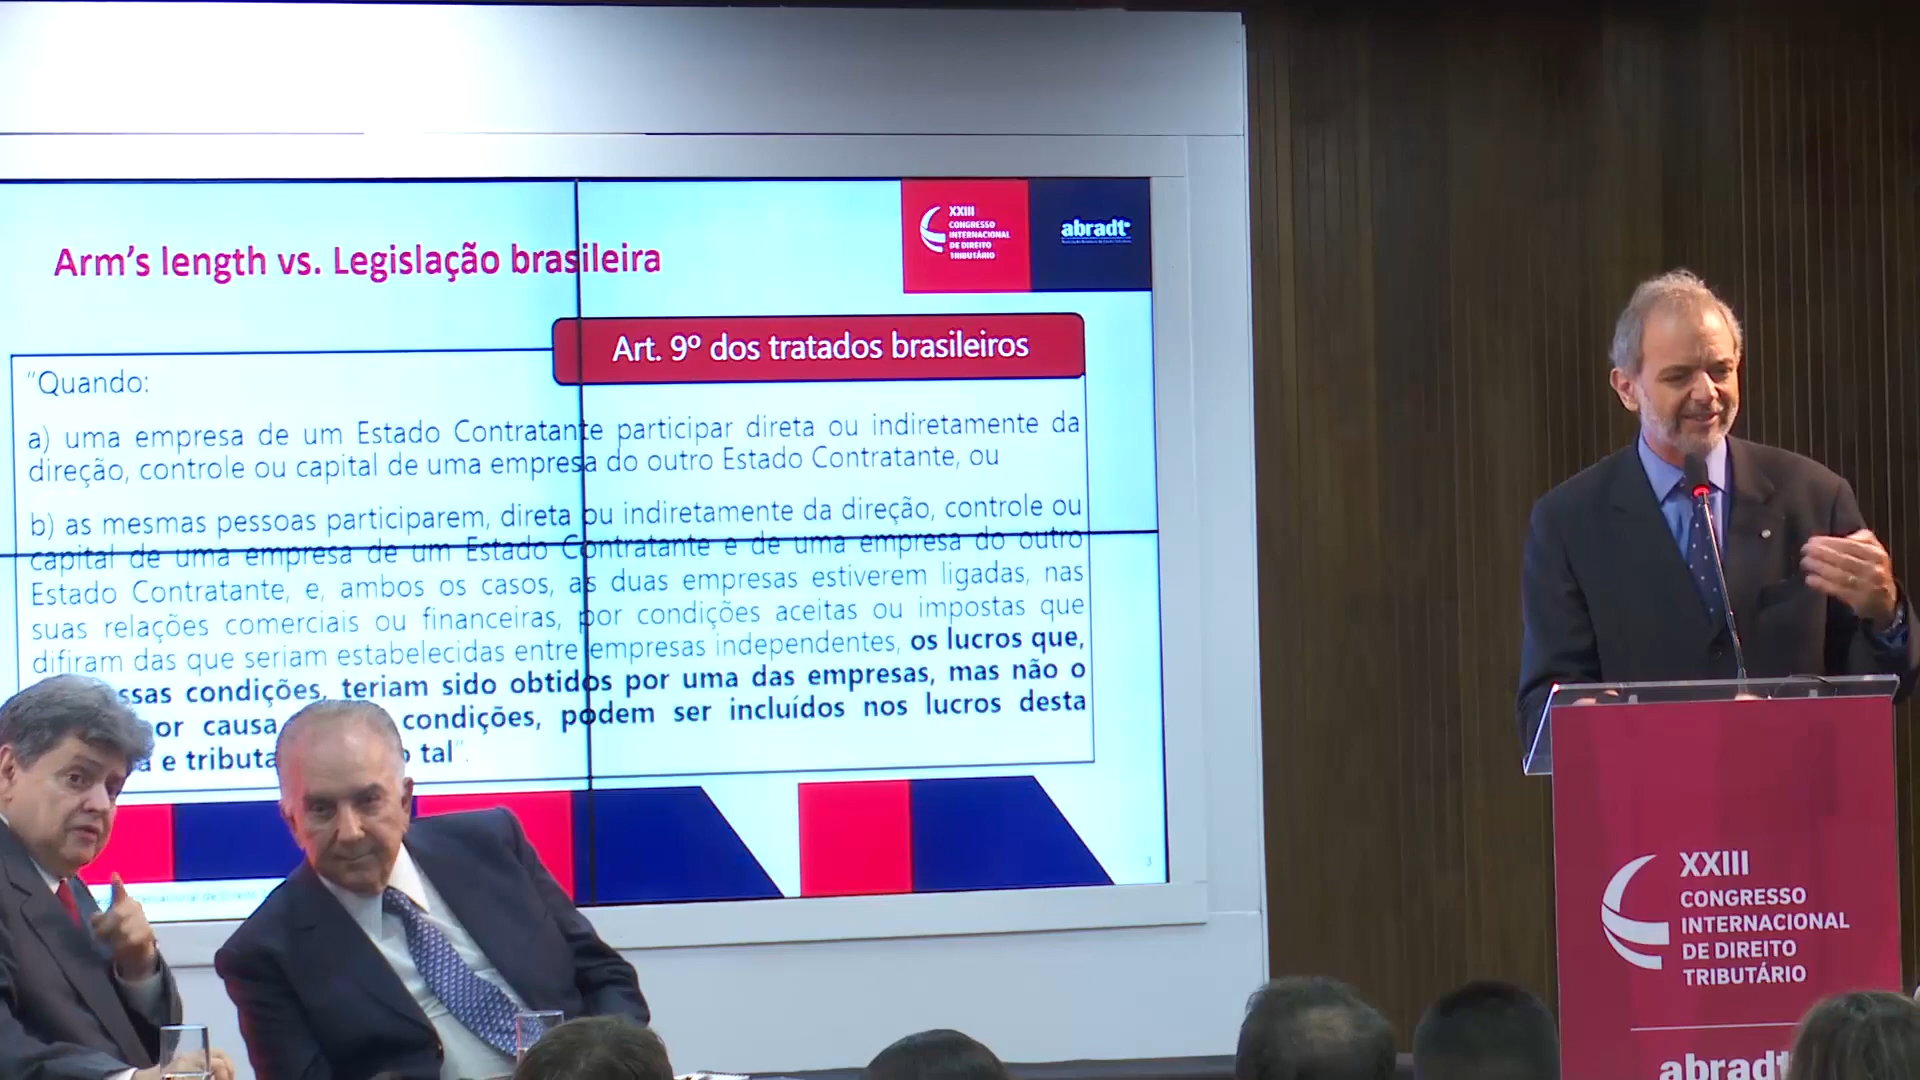 Arm's length vs. Legislação brasileira
XXIII
CONGRESSO
INTERNACIONAL
DE DIREITO
TRIBUTÁRIO
abradt
Art. 9º dos tratados brasileiros
“Quando:
a) uma empresa de um Estado Contratante participar direta ou indiretamente da
direção, controle ou capital de uma empresa do outro Estado Contratante, ou
b) as mesmas pessoas participarem, direta ou indiretamente da direção, controle ou
capital de uma empresa de um Estado Contratante e de uma empresa do outro
Estado Contratante, e, ambos os casos, as duas empresas estiverem ligadas, nas
suas relações comerciais ou financeiras, por condições aceitas ou impostas que
difiram das que seriam estabelecidas entre empresas independentes, os lucros que,
condições, teriam sido obtidos por uma das empresas, mas não o
causa condições, podem ser incluídos nos lucros desta
e tal”.
3
XXIII
CONGRESSO
INTERNACIONAL
DE DIREITO
TRIBUTÁRIO
abradt